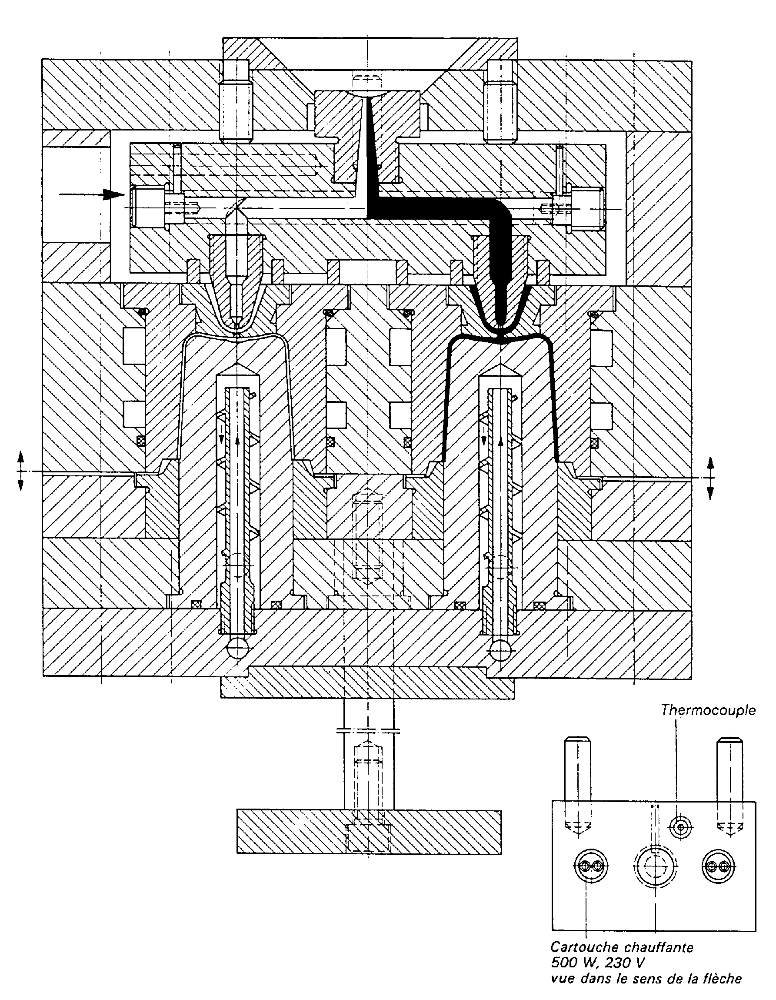 Thermocouple
Cartouche chauffante
500 W, 230 V
vue dans le sens de la flèche